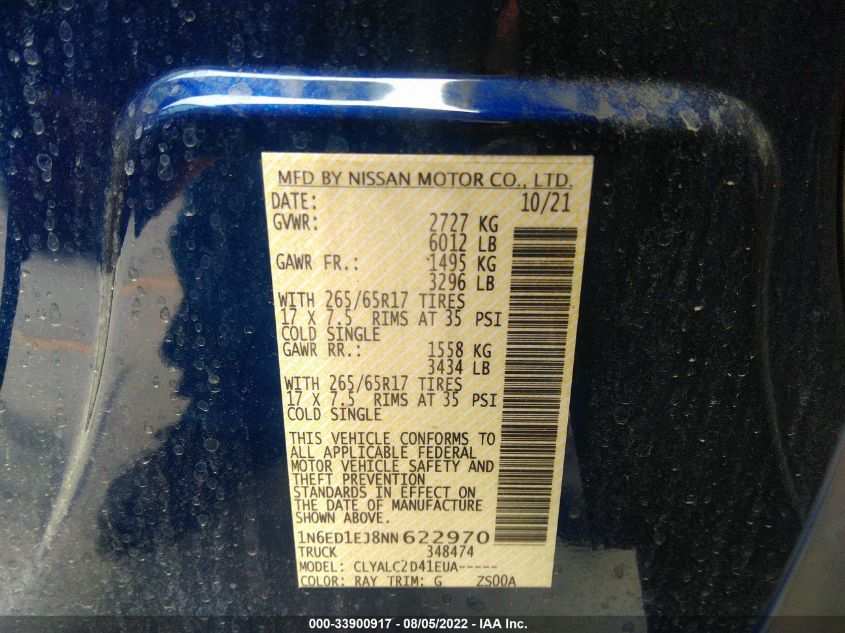 MFD BY NISSAN MOTOR CO., LTD.
DATE: 10/21
GVWR: 2727 KG
6012 LB
GAWR FR.: 1495 KG
3296 LB
WITH 265/65R17 TIRES
17 X 7.5 RIMS AT 35 PSI
COLD SINGLE
GAWR RR.: 1558 KG
3434 LB
WITH 265/65R17 TIRES
17 X 7.5 RIMS AT 35 PSI
COLD SINGLE
THIS VEHICLE CONFORMS TO
ALL APPLICABLE FEDERAL
MOTOR VEHICLE SAFETY AND
THEFT PREVENTION
STANDARDS IN EFFECT ON
THE DATE OF MANUFACTURE
SHOWN ABOVE.
1N6ED1EJ8NN622970
TRUCK 348474
MODEL: CLYALC2D41EUA-----
COLOR: RAY TRIM: G ZS00A
000-33900917 - 08/05/2022 - IAA Inc.